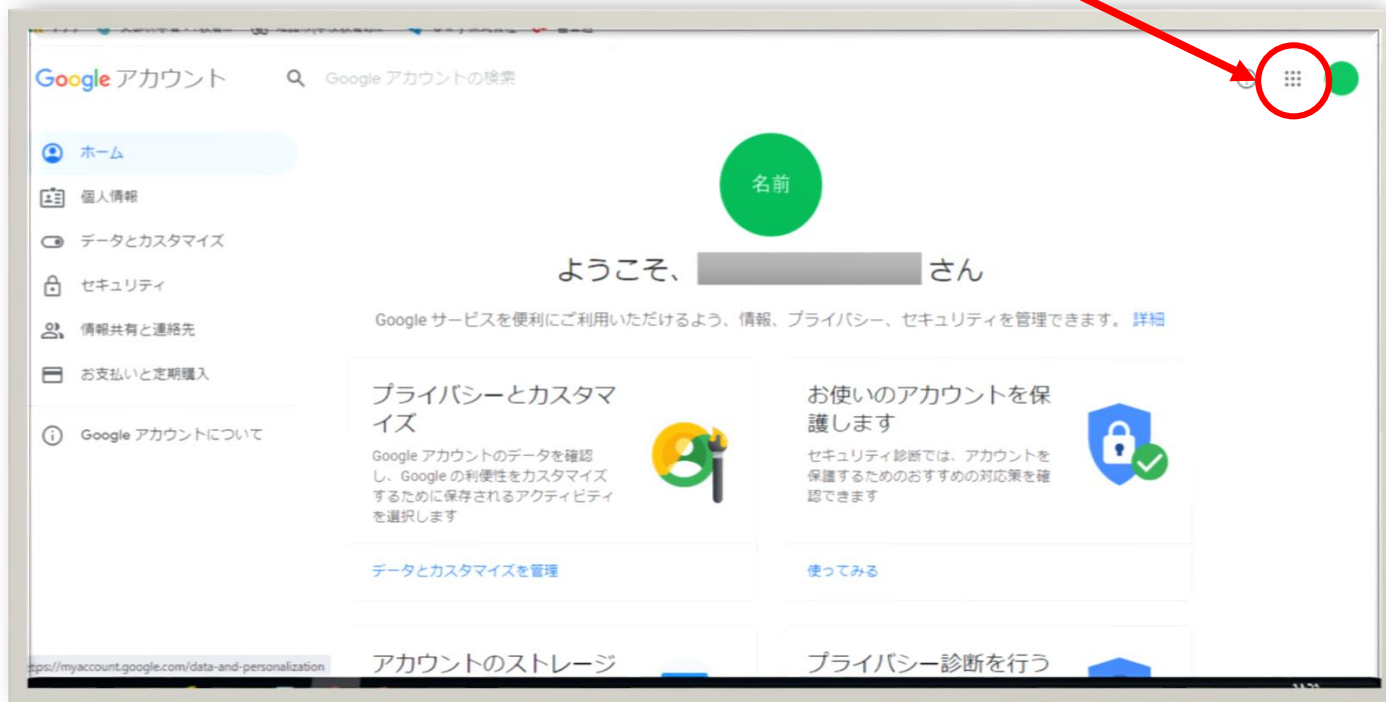 Google アカウント
Google アカウントの検索
ホーム
個人情報
データとカスタマイズ
セキュリティ
情報共有と連絡先
お支払いと定期購入
Google アカウントについて
名前
ようこそ、 さん
Google サービスを便利にご利用いただけるよう、情報、プライバシー、セキュリティを管理できます。 詳細
プライバシーとカスタマ
イズ
Google アカウントのデータを確認
し、Google の利便性をカスタマイズ
するために保存されるアクティビティ
を選択します
データとカスタマイズを管理
お使いのアカウントを保
護します
セキュリティ診断では、アカウントを
保護するためのおすすめの対応策を確
認できます
使ってみる
アカウントのストレージ
プライバシー診断を行う
tps://myaccount.google.com/data-and-personalization